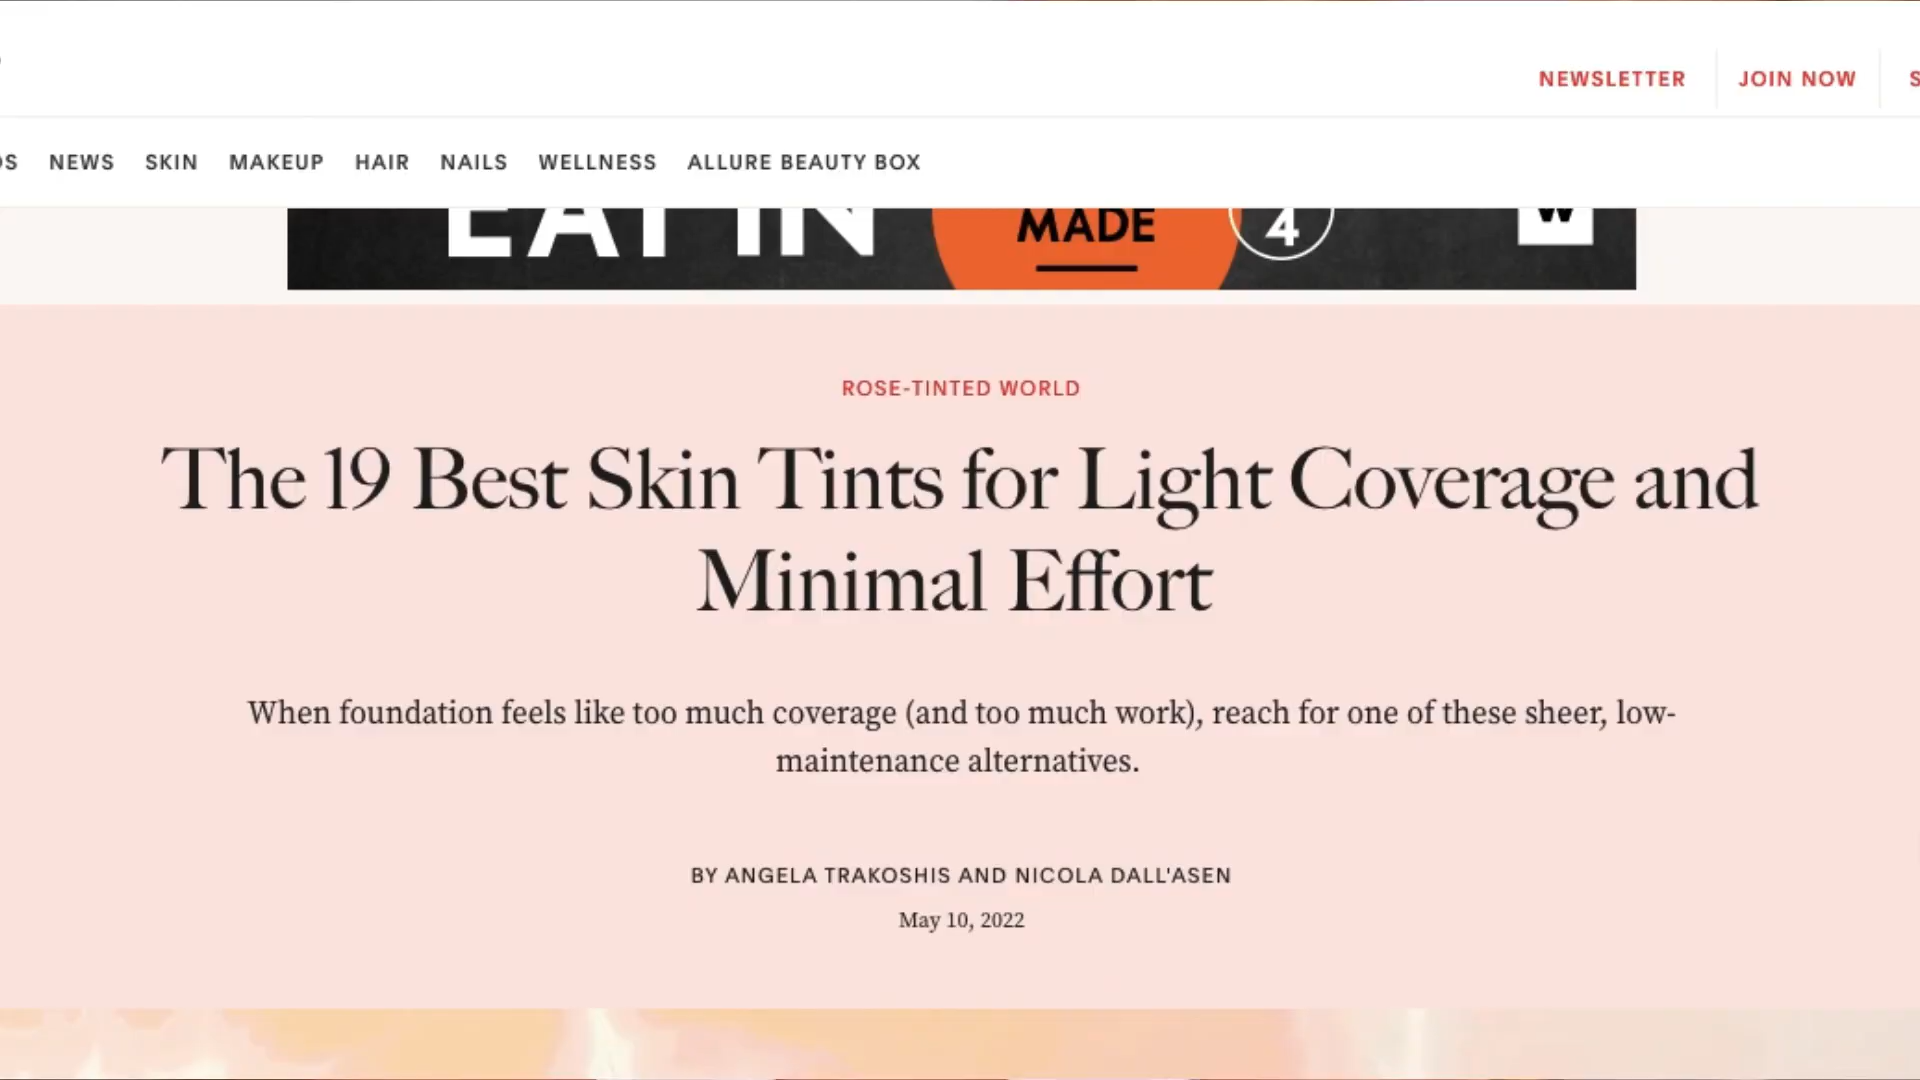 NEWSLETTER JOIN NOW
NEWS SKIN MAKEUP HAIR NAILS WELLNESS ALLURE BEAUTY BOX
EAT IN MADE 4 W
ROSE-TINTED WORLD
The 19 Best Skin Tints for Light Coverage and
Minimal Effort
When foundation feels like too much coverage (and too much work), reach for one of these sheer, low-
maintenance alternatives.
BY ANGELA TRAKOSHIS AND NICOLA DALL'ASEN
May 10, 2022